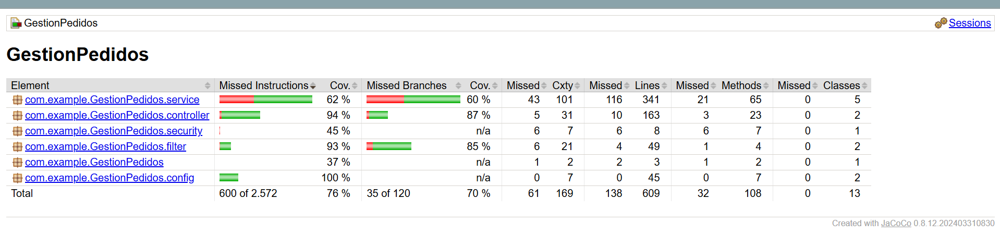 GestionPedidos Sessions
GestionPedidos
Element Missed Instructions Cov. Missed Branches Cov. Missed Cxty Missed Lines Missed Methods Missed Classes
com.example.GestionPedidos.service 62 % 60 % 43 101 116 341 21 65 0 5
com.example.GestionPedidos.controller 94 % 87 % 5 31 10 163 3 23 0 2
com.example.GestionPedidos.security 45 % n/a 6 7 6 8 6 7 0 1
com.example.GestionPedidos.filter 93 % 85 % 6 21 4 49 1 4 0 2
com.example.GestionPedidos 37 % n/a 1 2 2 3 1 2 0 1
com.example.GestionPedidos.config 100 % n/a 0 7 0 45 0 7 0 2
Total 600 of 2.572 76 % 35 of 120 70 % 61 169 138 609 32 108 0 13
Created with JaCoCo 0.8.12.202403310830